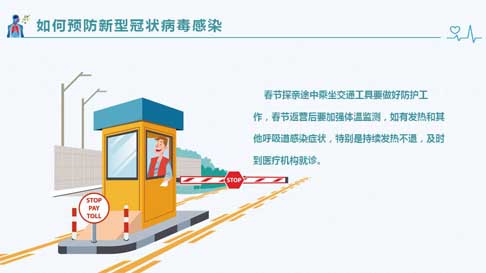 如何预防新型冠状病毒感染
春节探亲途中乘坐交通工具要做好防护工
作，春节返营后要加强体温监测，如有发热和其
他呼吸道感染症状，特别是持续发热不退，及时
到医疗机构就诊。
STOP
STOP
PAY
TOLL